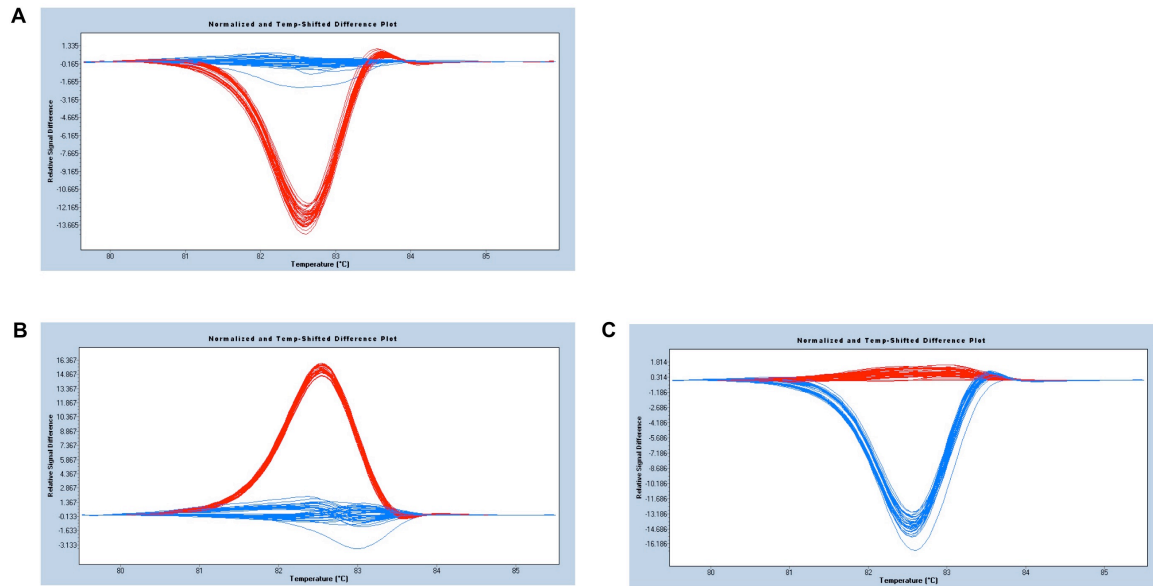 A
Normalized and Temp-Shifted Difference Plot
Relative Signal Difference
1.335
-0.165
-1.665
-3.165
-4.665
-6.165
-7.665
-9.165
-10.665
-12.165
-13.665
80 81 82 83 84 85
Temperature (°C)
B
Normalized and Temp-Shifted Difference Plot
Relative Signal Difference
16.367
14.867
13.367
11.867
10.367
8.867
7.367
5.867
4.367
2.867
1.367
-0.133
-1.633
-3.133
80 81 82 83 84 85
Temperature (°C)
C
Normalized and Temp-Shifted Difference Plot
Relative Signal Difference
1.814
0.314
-1.186
-2.686
-4.186
-5.686
-7.186
-8.686
-10.186
-11.686
-13.186
-14.686
-16.186
80 81 82 83 84 85
Temperature (°C)